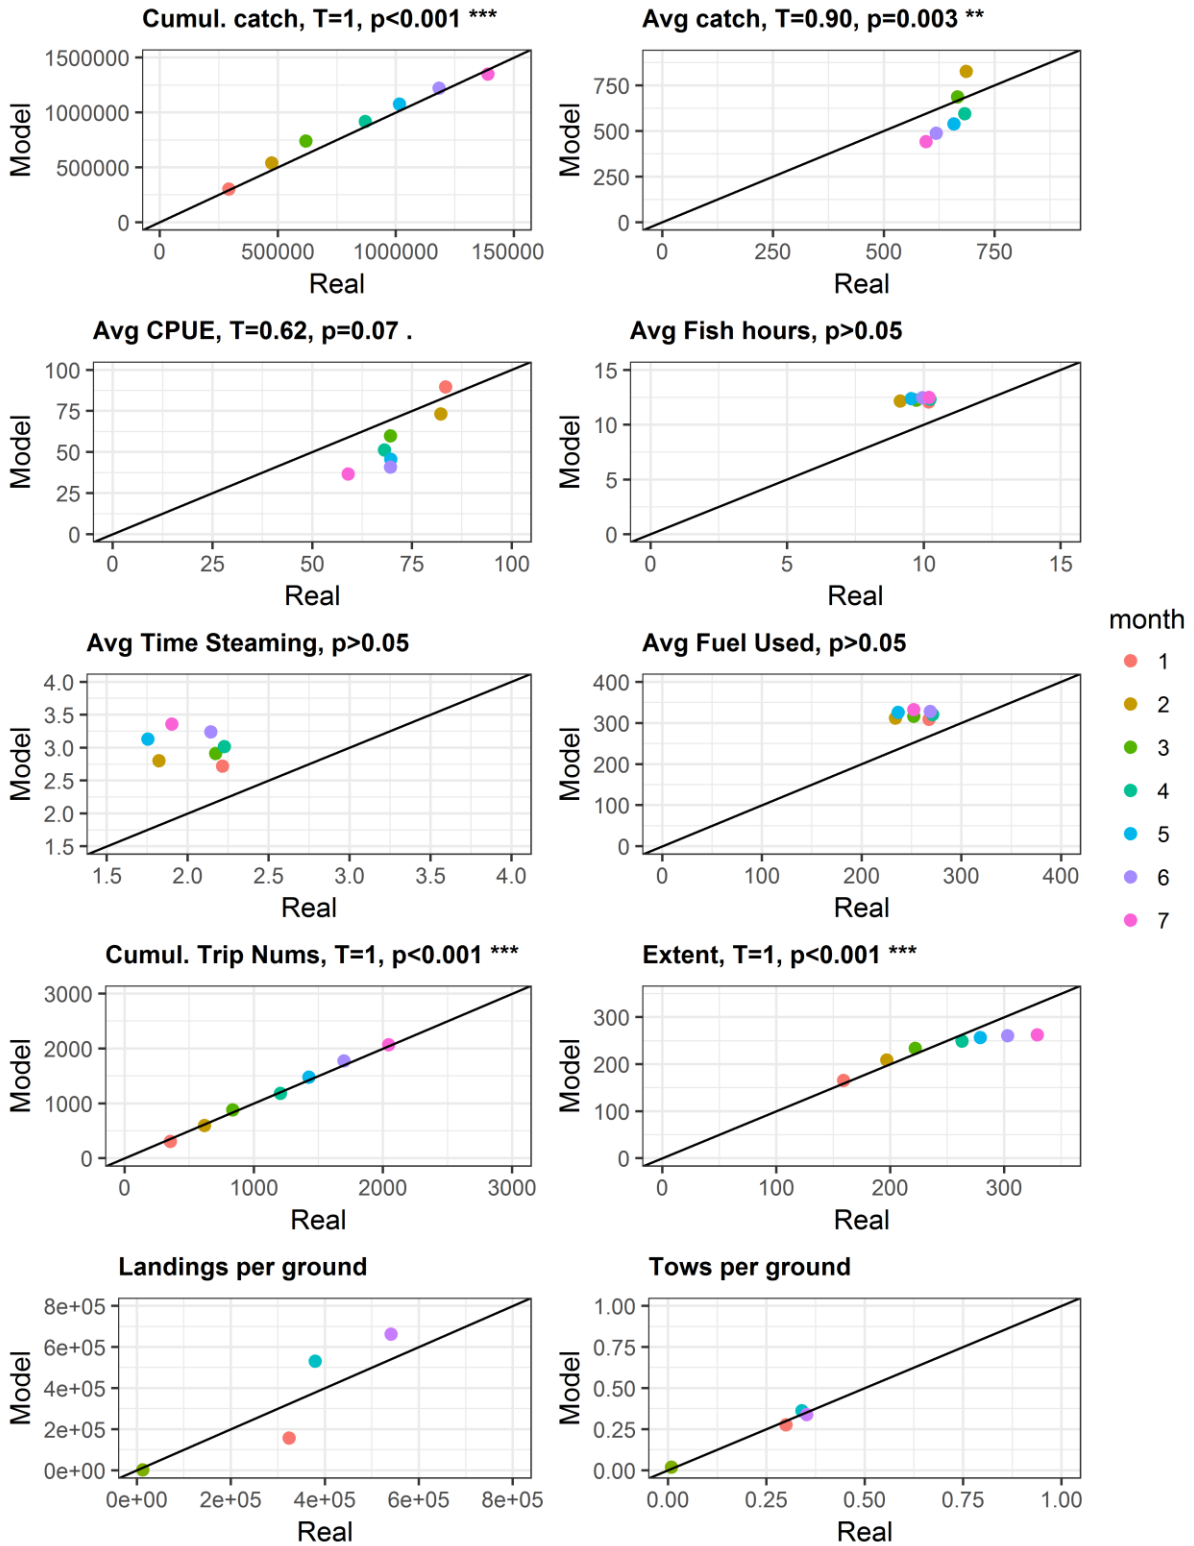 Cumul. catch, T=1, p<0.001 ***
Model
1500000
1000000
500000
0
0 500000 1000000 150000
Real
Avg catch, T=0.90, p=0.003 **
Model
750
500
250
0
0 250 500 750
Real
Avg CPUE, T=0.62, p=0.07 .
Model
100
75
50
25
0
0 25 50 75 100
Real
Avg Fish hours, p>0.05
Model
15
10
5
0
0 5 10 15
Real
Avg Time Steaming, p>0.05
Model
4.0
3.5
3.0
2.5
2.0
1.5
1.5 2.0 2.5 3.0 3.5 4.0
Real
Avg Fuel Used, p>0.05
Model
400
300
200
100
0
0 100 200 300 400
Real
month
1
2
3
4
5
6
7
Cumul. Trip Nums, T=1, p<0.001 ***
Model
3000
2000
1000
0
0 1000 2000 3000
Real
Extent, T=1, p<0.001 ***
Model
300
200
100
0
0 100 200 300
Real
Landings per ground
Model
8e+05
6e+05
4e+05
2e+05
0e+00
0e+00 2e+05 4e+05 6e+05 8e+05
Real
Tows per ground
Model
1.00
0.75
0.50
0.25
0.00
0.00 0.25 0.50 0.75 1.00
Real